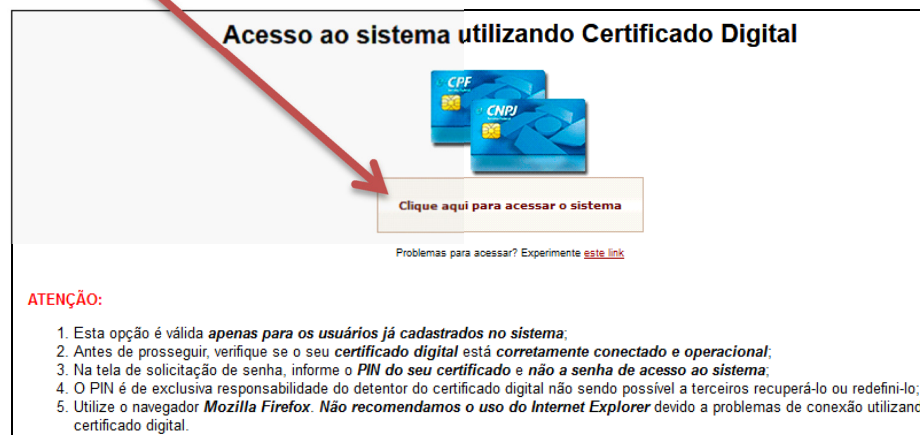 Acesso ao sistema utilizando Certificado Digital
CPF
CNPJ
Clique aqui para acessar o sistema
Problemas para acessar? Experimente este link
ATENÇÃO:
1. Esta opção é válida apenas para os usuários já cadastrados no sistema;
2. Antes de prosseguir, verifique se o seu certificado digital está corretamente conectado e operacional;
3. Na tela de solicitação de senha, informe o PIN do seu certificado e não a senha de acesso ao sistema;
4. O PIN é de exclusiva responsabilidade do detentor do certificado digital não sendo possível a terceiros recuperá-lo ou redefini-lo;
5. Utilize o navegador Mozilla Firefox. Não recomendamos o uso do Internet Explorer devido a problemas de conexão utilizand
certificado digital.